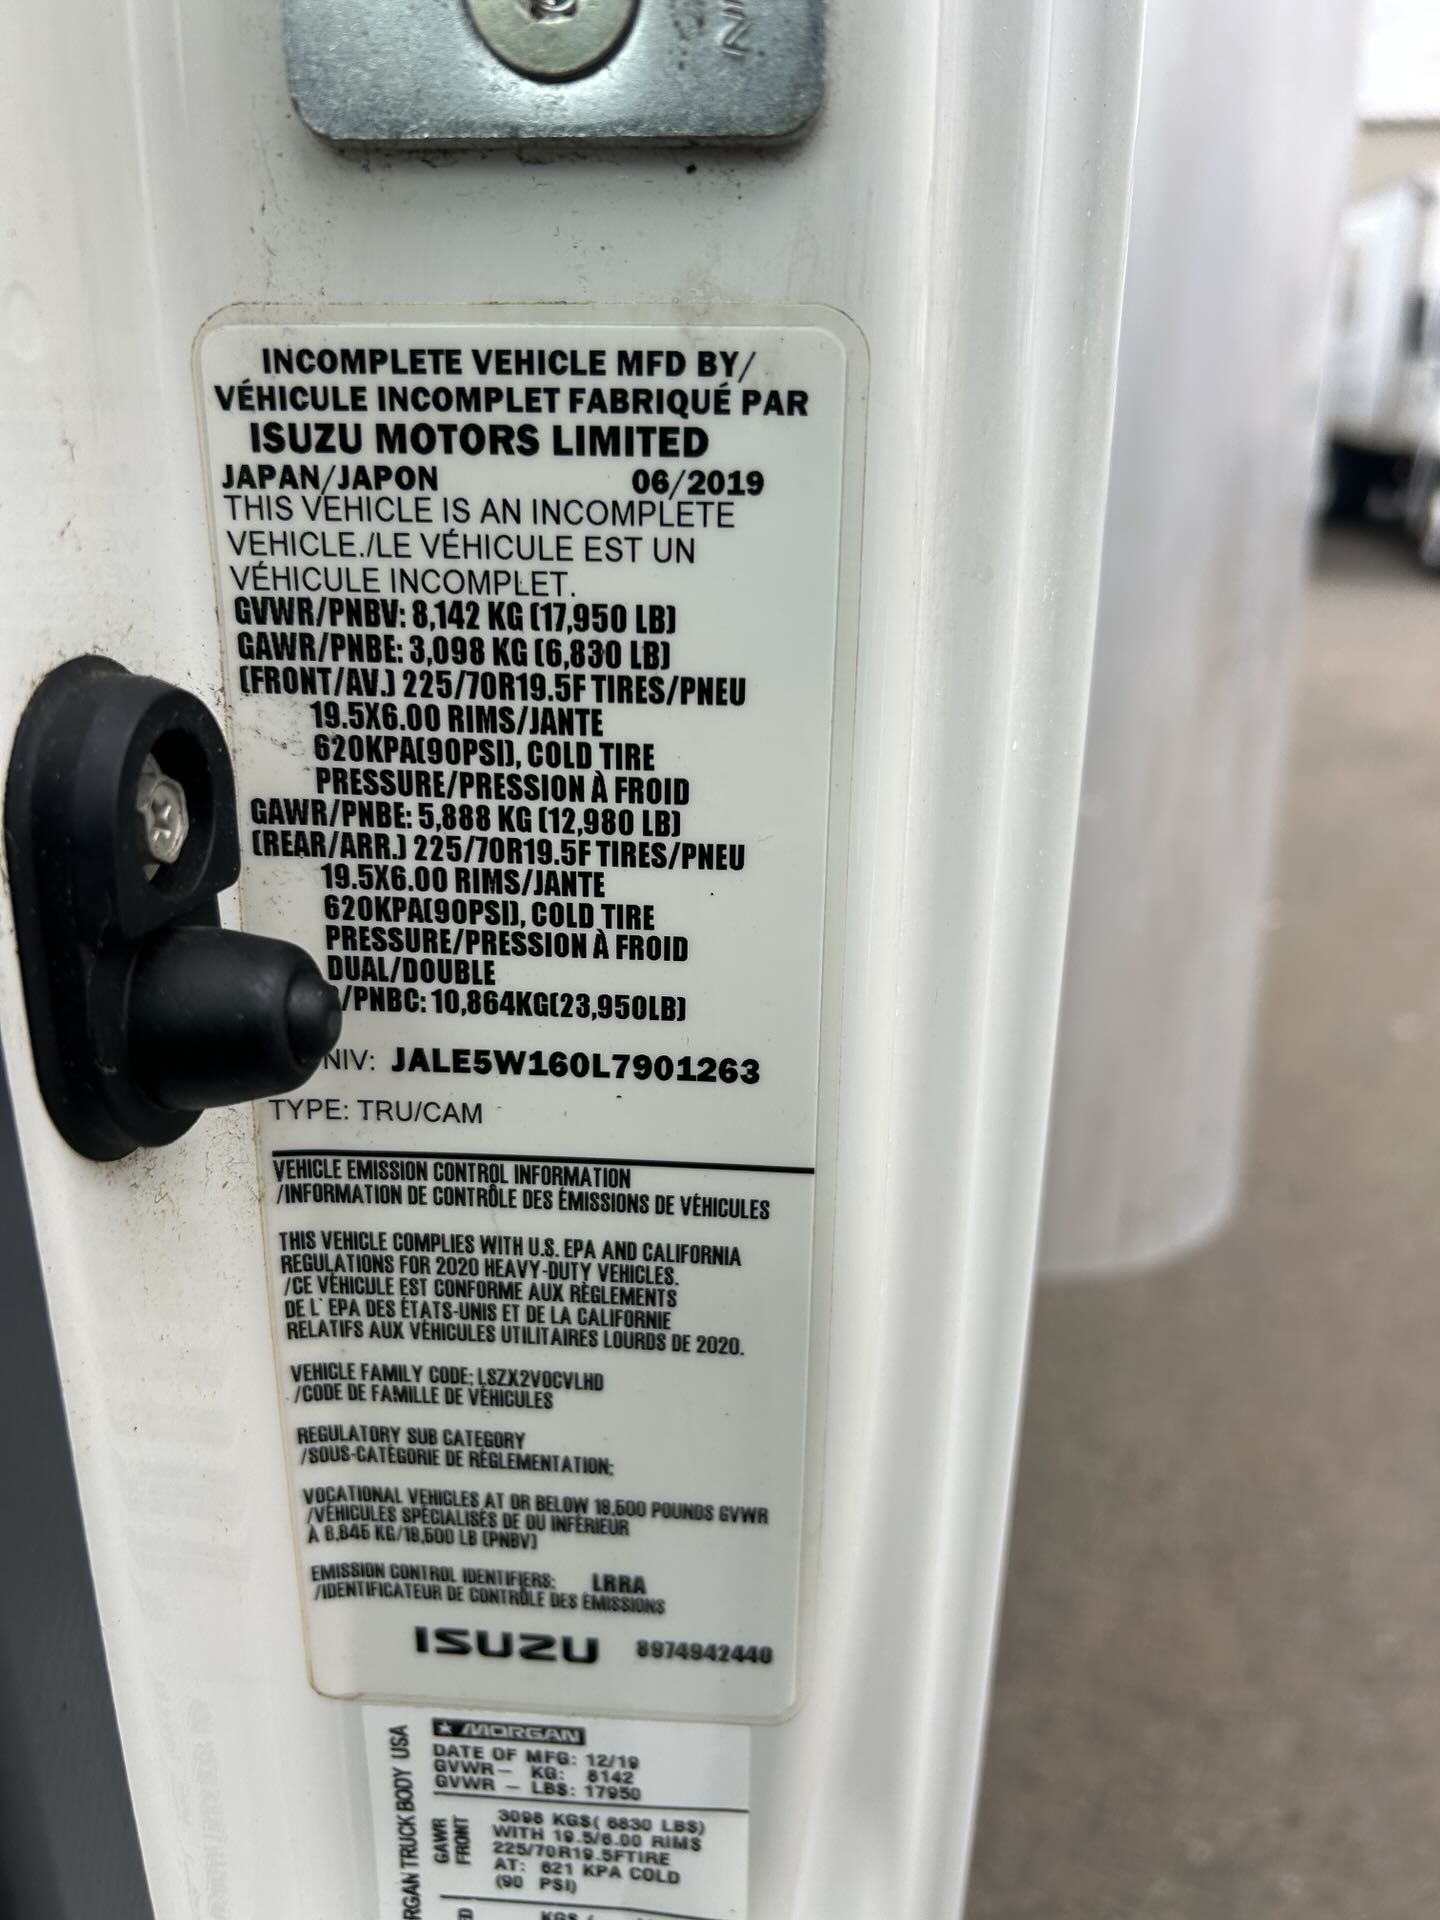 INCOMPLETE VEHICLE MFD BY/
VÉHICULE INCOMPLET FABRIQUÉ PAR
ISUZU MOTORS LIMITED
JAPAN/JAPON 06/2019
THIS VEHICLE IS AN INCOMPLETE
VEHICLE./LE VÉHICULE EST UN
VÉHICULE INCOMPLET.
GVWR/PNBV: 8,142 KG (17,950 LB)
GAWR/PNBE: 3,098 KG (6,830 LB)
(FRONT/AV.) 225/70R19.5F TIRES/PNEU
19.5X6.00 RIMS/JANTE
620KPA(90PSI), COLD TIRE
PRESSURE/PRESSION À FROID
GAWR/PNBE: 5,888 KG (12,980 LB)
(REAR/ARR.) 225/70R19.5F TIRES/PNEU
19.5X6.00 RIMS/JANTE
620KPA(90PSI), COLD TIRE
PRESSURE/PRESSION À FROID
DUAL/DOUBLE
/PNBC: 10,864KG(23,950LB)
NIV: JALE5W160L7901263
TYPE: TRU/CAM
VEHICLE EMISSION CONTROL INFORMATION
/INFORMATION DE CONTRÔLE DES ÉMISSIONS DE VÉHICULES
THIS VEHICLE COMPLIES WITH U.S. EPA AND CALIFORNIA
REGULATIONS FOR 2020 HEAVY-DUTY VEHICLES.
/CE VÉHICULE EST CONFORME AUX RÈGLEMENTS
DE L'EPA DES ÉTATS-UNIS ET DE LA CALIFORNIE
RELATIFS AUX VÉHICULES UTILITAIRES LOURDS DE 2020.
VEHICLE FAMILY CODE: LSZX2VOCVLHD
/CODE DE FAMILLE DE VÉHICULES
REGULATORY SUB CATEGORY
/SOUS-CATÉGORIE DE RÉGLEMENTATION:
VOCATIONAL VEHICLES AT OR BELOW 19,500 POUNDS GVWR
/VÉHICULES SPÉCIALISÉS DE OU INFÉRIEUR
À 8,845 KG/19,500 LB (PNBV)
EMISSION CONTROL IDENTIFIERS: LRRA
/IDENTIFICATEUR DE CONTRÔLE DES ÉMISSIONS
ISUZU 8974942440
MORGAN
DATE OF MFG: 12/19
GVWR - KG: 8142
GVWR - LBS: 17950
RGAN TRUCK BODY USA
GAWR FRONT
3098 KGS( 6830 LBS)
WITH 19.5/6.00 RIMS
225/70R19.5FTIRE
AT: 621 KPA COLD
(90 PSI)